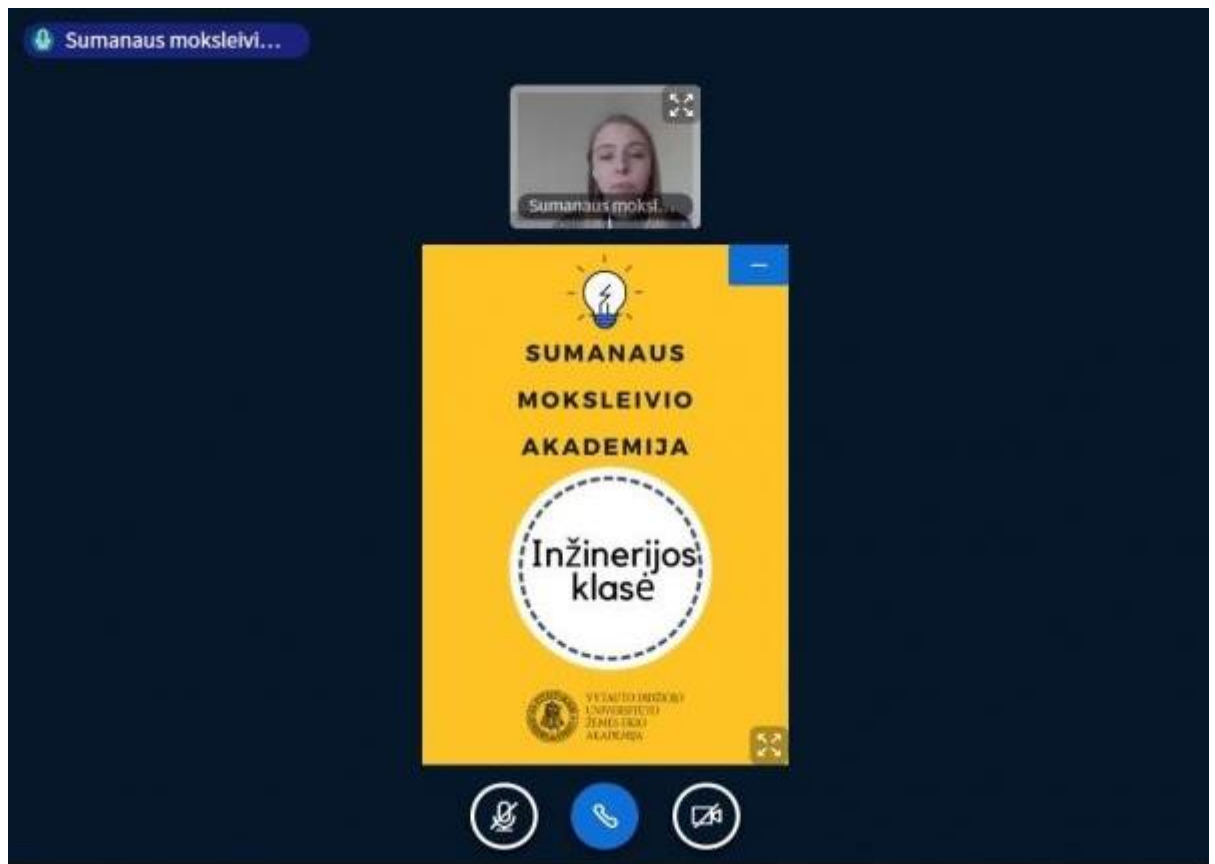 Sumanaus moksleivi...
Sumanaus moksl...
SUMANAUS
MOKSLEIVIO
AKADEMIJA
Inžinerijos
klasė
VYTAUTO DIDŽIOJO
UNIVERSITETO
ŽEMĖS ŪKIO
AKADEMIJA